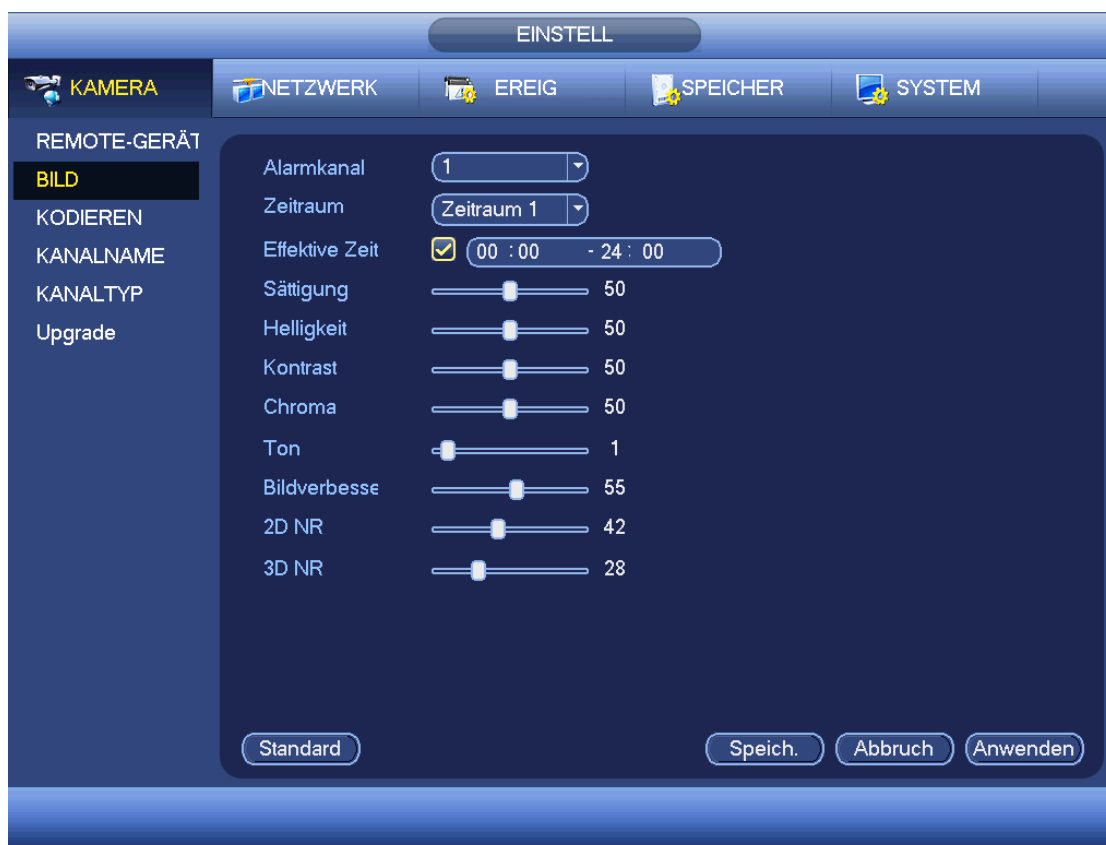 EINSTELL
KAMERA NETZWERK EREIG SPEICHER SYSTEM
REMOTE-GERÄT
BILD
KODIEREN
KANALNAME
KANALTYP
Upgrade
Alarmkanal 1
Zeitraum Zeitraum 1
Effektive Zeit 00 :00 - 24 : 00
Sättigung 50
Helligkeit 50
Kontrast 50
Chroma 50
Ton 1
Bildverbesse 55
2D NR 42
3D NR 28
Standard Speich. Abbruch Anwenden